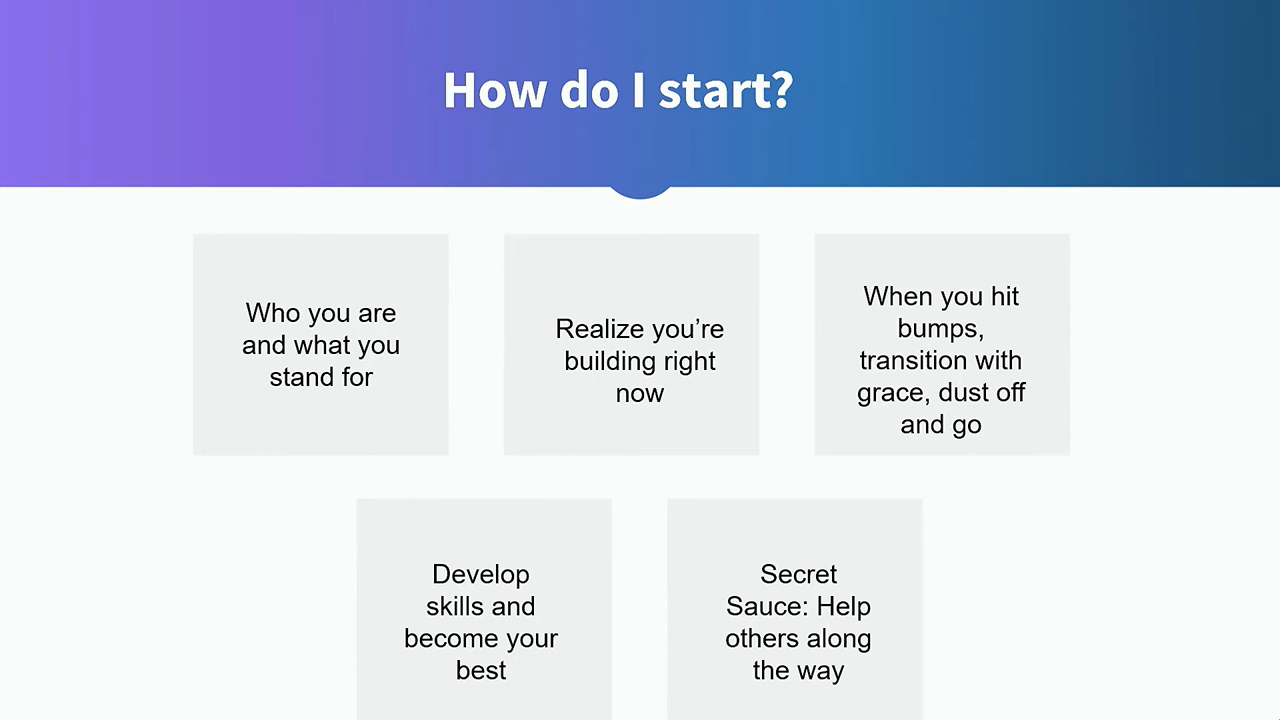 How do I start?
Who you are
and what you
stand for
Realize you’re
building right
now
When you hit
bumps,
transition with
grace, dust off
and go
Develop
skills and
become your
best
Secret
Sauce: Help
others along
the way